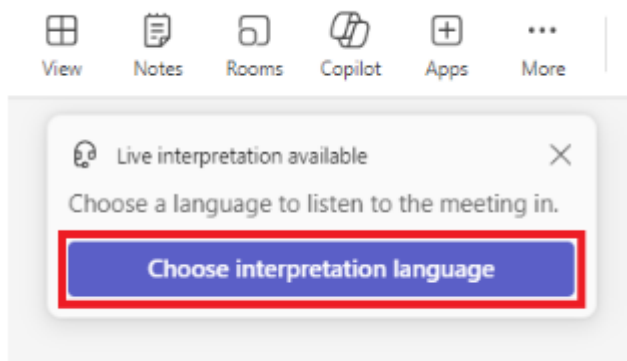 View Notes Rooms Copilot Apps More
Live interpretation available
Choose a language to listen to the meeting in.
Choose interpretation language